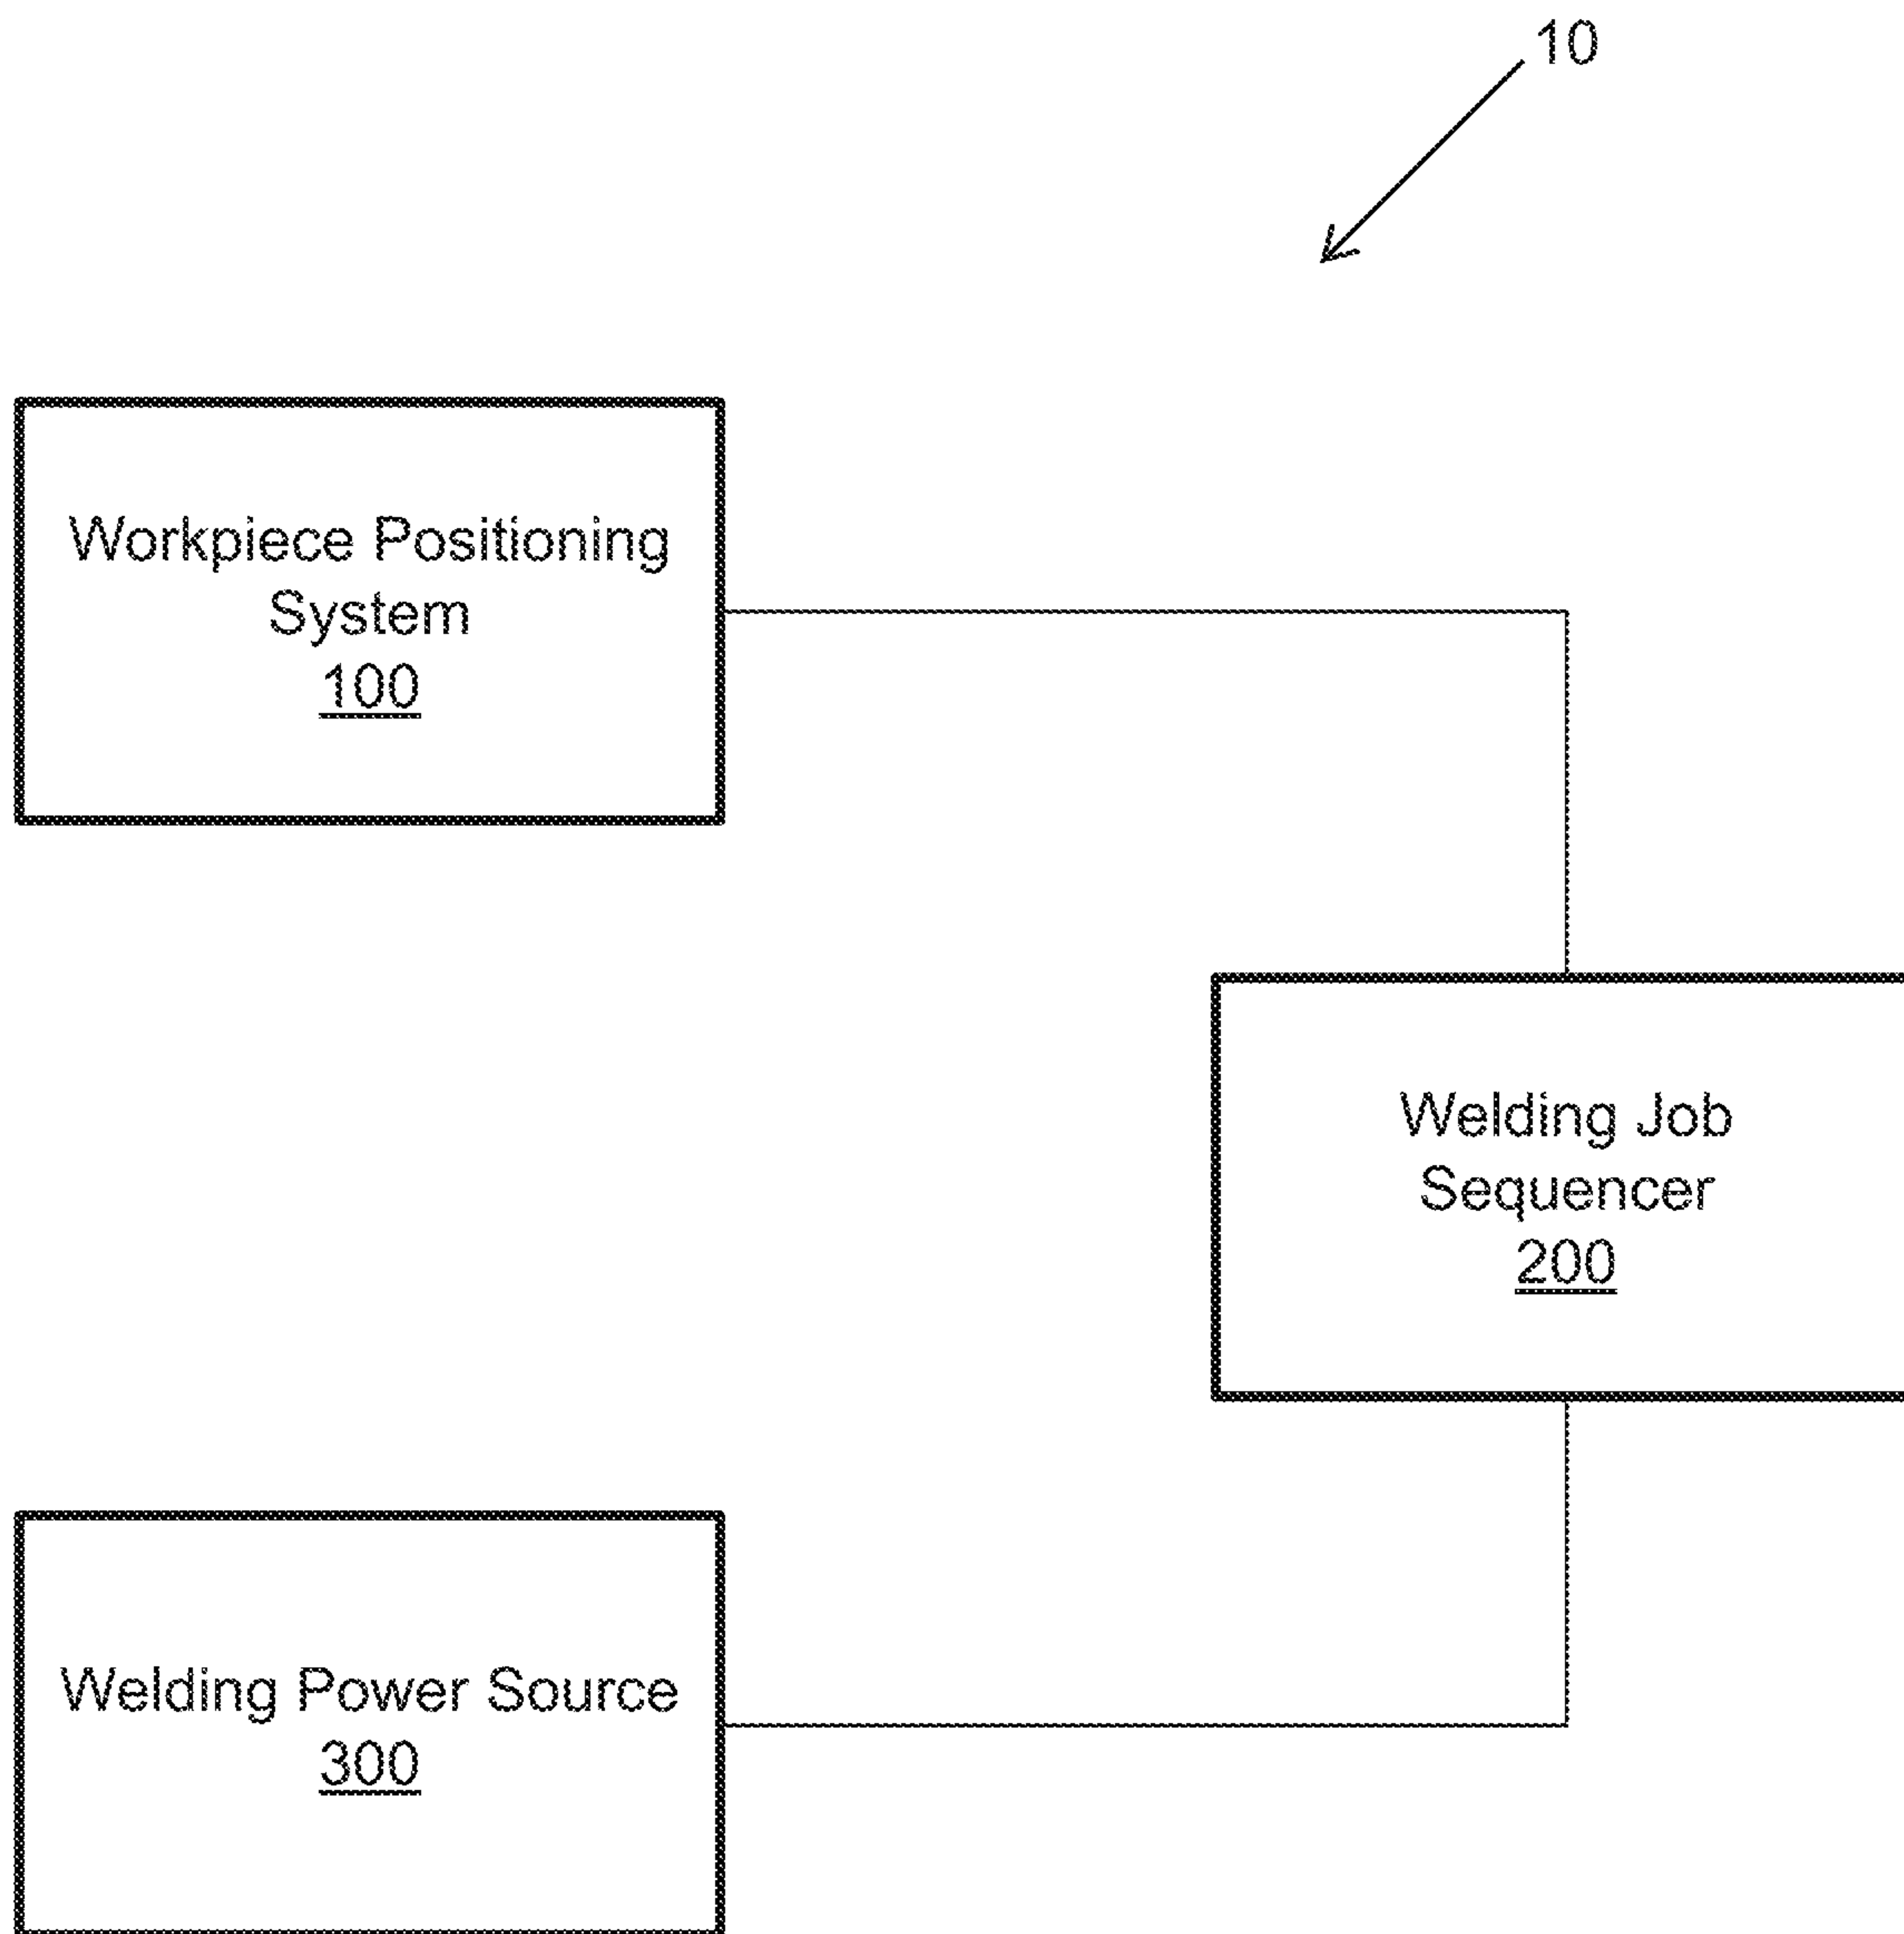 10
Workpiece Positioning
System
100
Welding Job
Sequencer
200
Welding Power Source
300